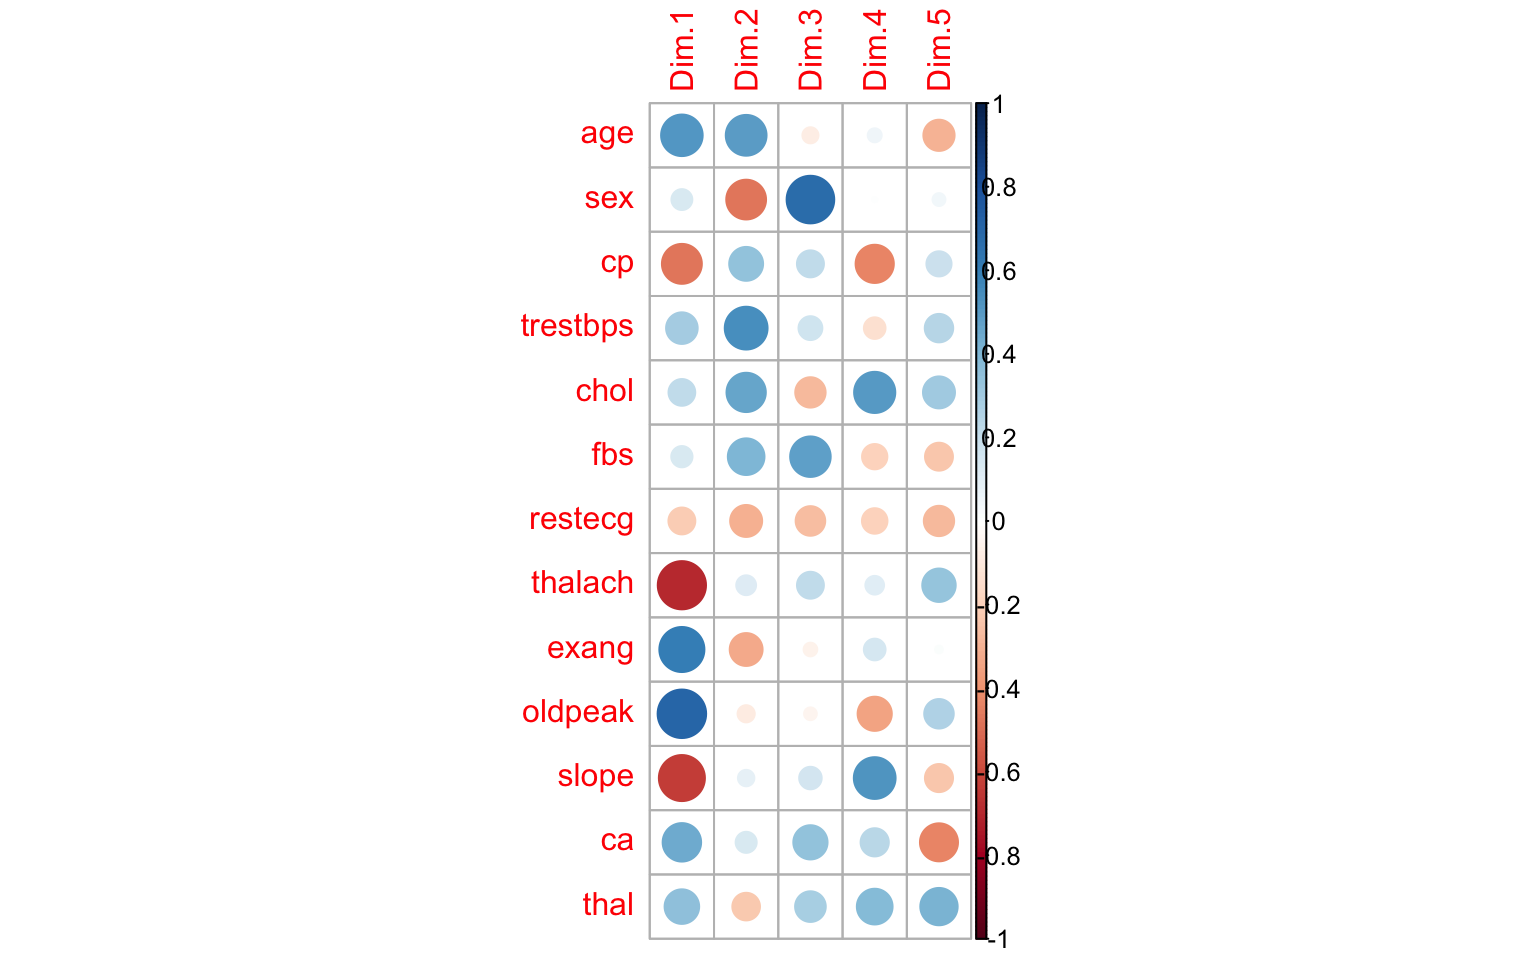 Dim.1 Dim.2 Dim.3 Dim.4 Dim.5
1
age
sex
0.8
cp
0.6
trestbps
0.4
chol
0.2
fbs
restecg
0
thalach
-0.2
exang
-0.4
oldpeak
slope
-0.6
ca
-0.8
thal
-1